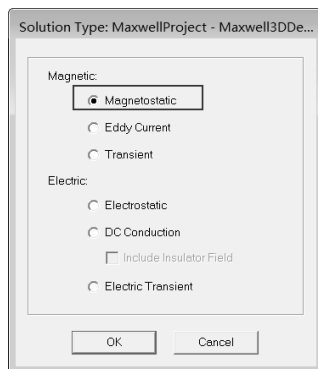 Solution Type: MaxwellProject - Maxwell3DDe...
Magnetic:
Magnetostatic
Eddy Current
Transient
Electric:
Electrostatic
DC Conduction
Include Insulator Field
Electric Transient
OK Cancel